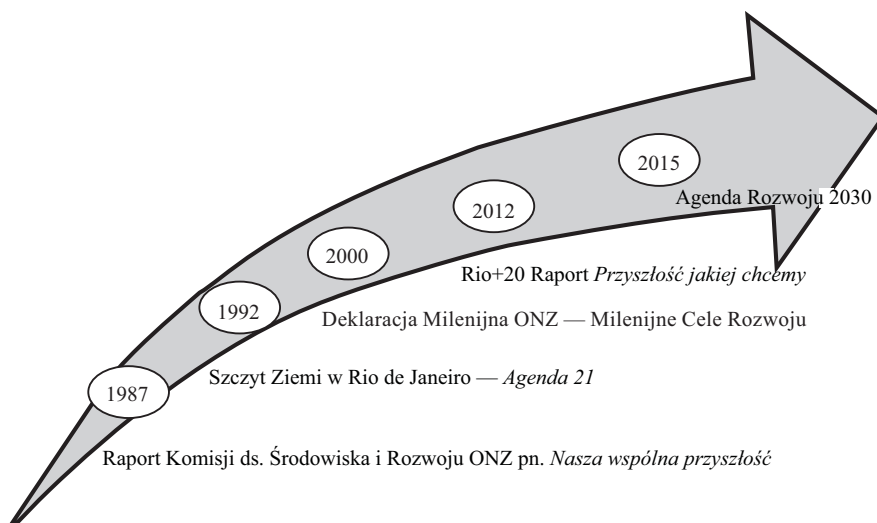 2015
Agenda Rozwoju 2030
2012
Rio+20 Raport Przyszłość jakiej chcemy
2000
Deklaracja Milenijna ONZ — Milenijne Cele Rozwoju
1992
Szczyt Ziemi w Rio de Janeiro — Agenda 21
1987
Raport Komisji ds. Środowiska i Rozwoju ONZ pn. Nasza wspólna przyszłość